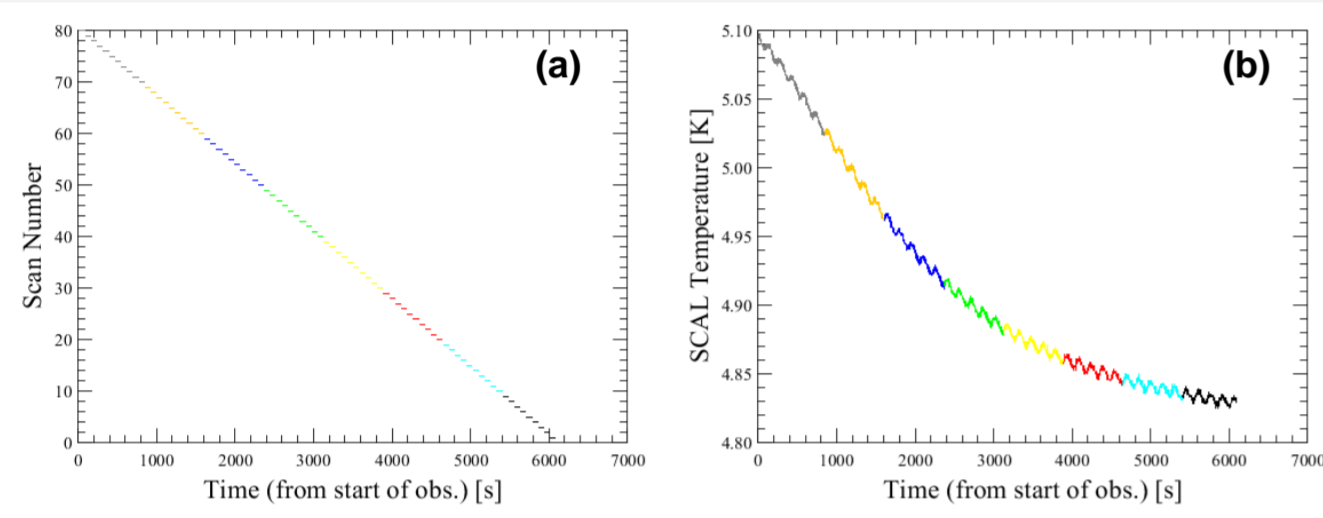 (a)
80
70
60
50
40
30
20
10
0
Scan Number
0 1000 2000 3000 4000 5000 6000 7000
Time (from start of obs.) [s]
(b)
5.10
5.05
5.00
4.95
4.90
4.85
4.80
SCAL Temperature [K]
0 1000 2000 3000 4000 5000 6000 7000
Time (from start of obs.) [s]